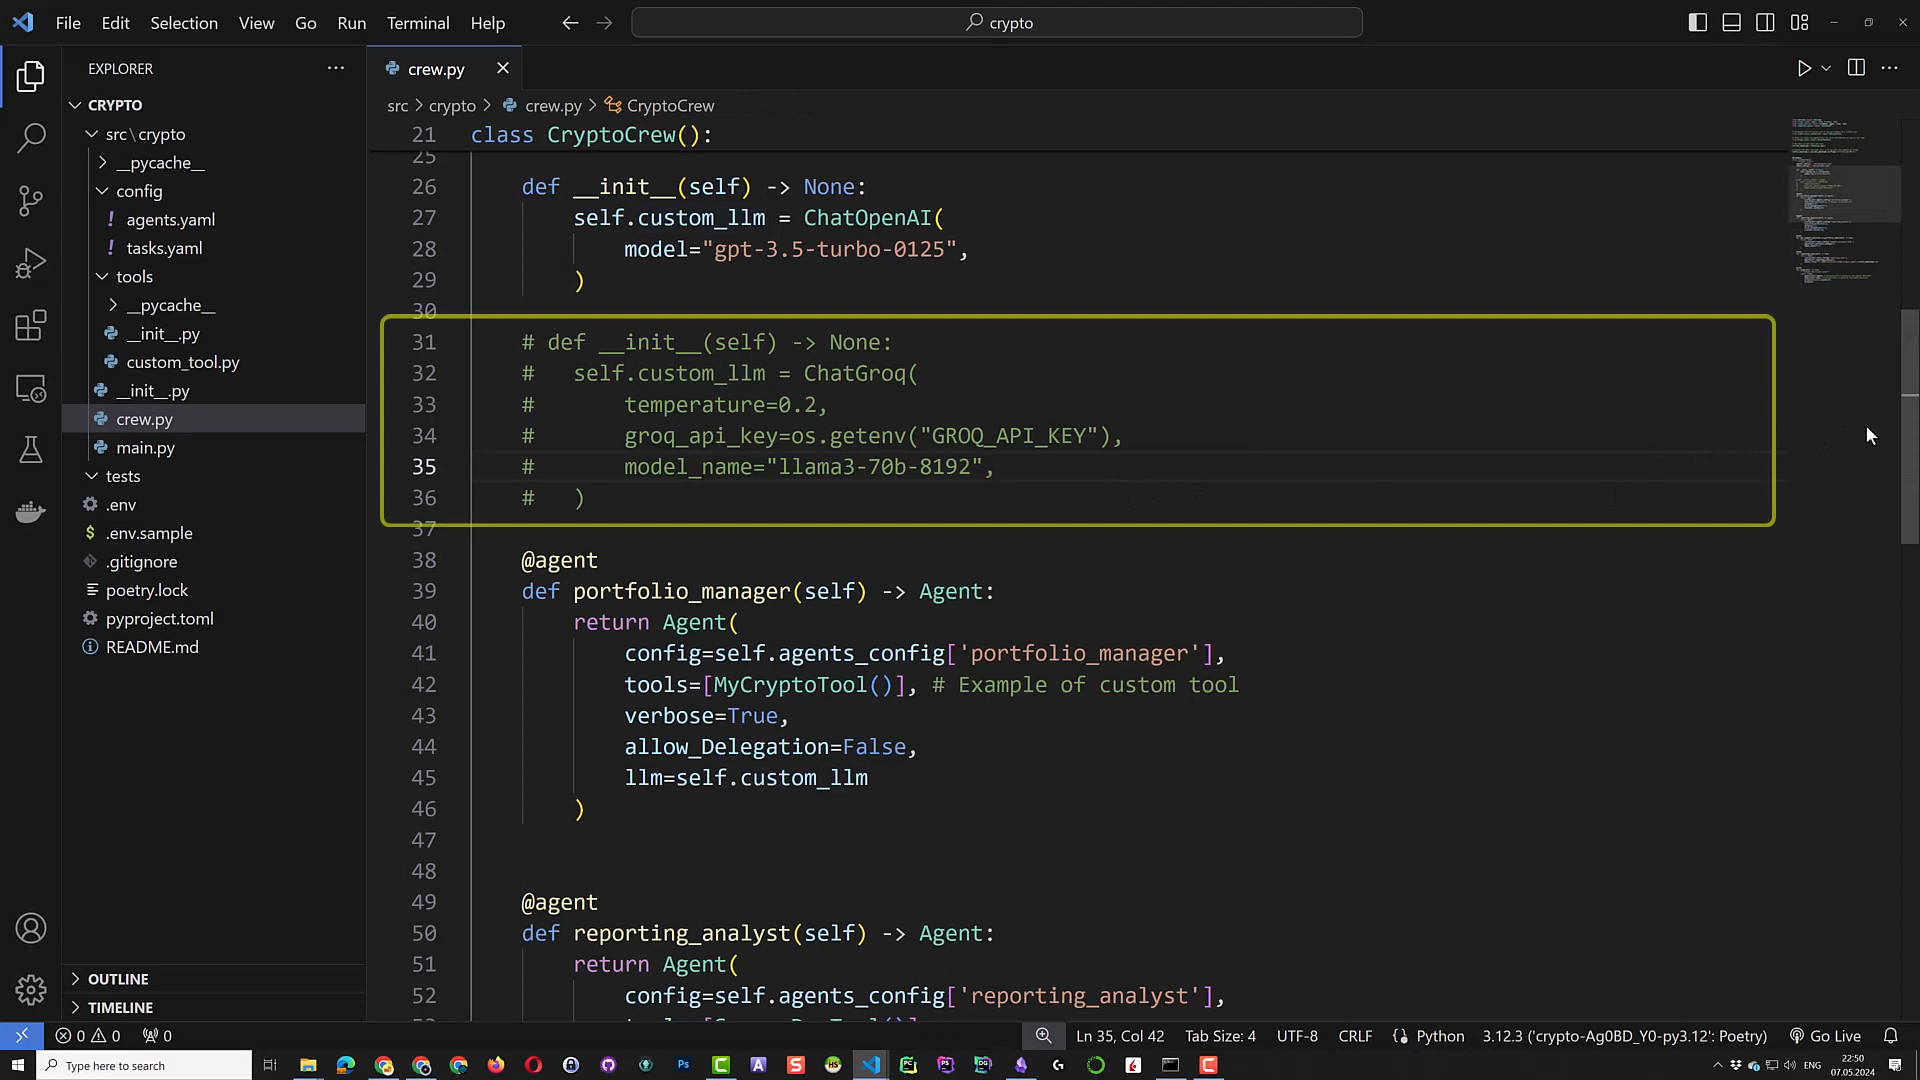 File Edit Selection View Go Run Terminal Help
crypto
EXPLORER
CRYPTO
src\crypto
__pycache__
config
agents.yaml
tasks.yaml
tools
__pycache__
__init__.py
custom_tool.py
__init__.py
crew.py
main.py
tests
.env
.env.sample
.gitignore
poetry.lock
pyproject.toml
README.md
OUTLINE
TIMELINE
crew.py
src > crypto > crew.py > CryptoCrew
21 class CryptoCrew():
25
26 def __init__(self) -> None:
27 self.custom_llm = ChatOpenAI(
28 model="gpt-3.5-turbo-0125",
29 )
30
31 # def __init__(self) -> None:
32 # self.custom_llm = ChatGroq(
33 # temperature=0.2,
34 # groq_api_key=os.getenv("GROQ_API_KEY"),
35 # model_name="llama3-70b-8192",
36 # )
37
38 @agent
39 def portfolio_manager(self) -> Agent:
40 return Agent(
41 config=self.agents_config['portfolio_manager'],
42 tools=[MyCryptoTool()], # Example of custom tool
43 verbose=True,
44 allow_Delegation=False,
45 llm=self.custom_llm
46 )
47
48
49 @agent
50 def reporting_analyst(self) -> Agent:
51 return Agent(
52 config=self.agents_config['reporting_analyst'],
0 0 0
Ln 35, Col 42 Tab Size: 4 UTF-8 CRLF Python 3.12.3 ('crypto-Ag0BD_Y0-py3.12': Poetry) Go Live
Type here to search
ENG
22:50
07.05.2024